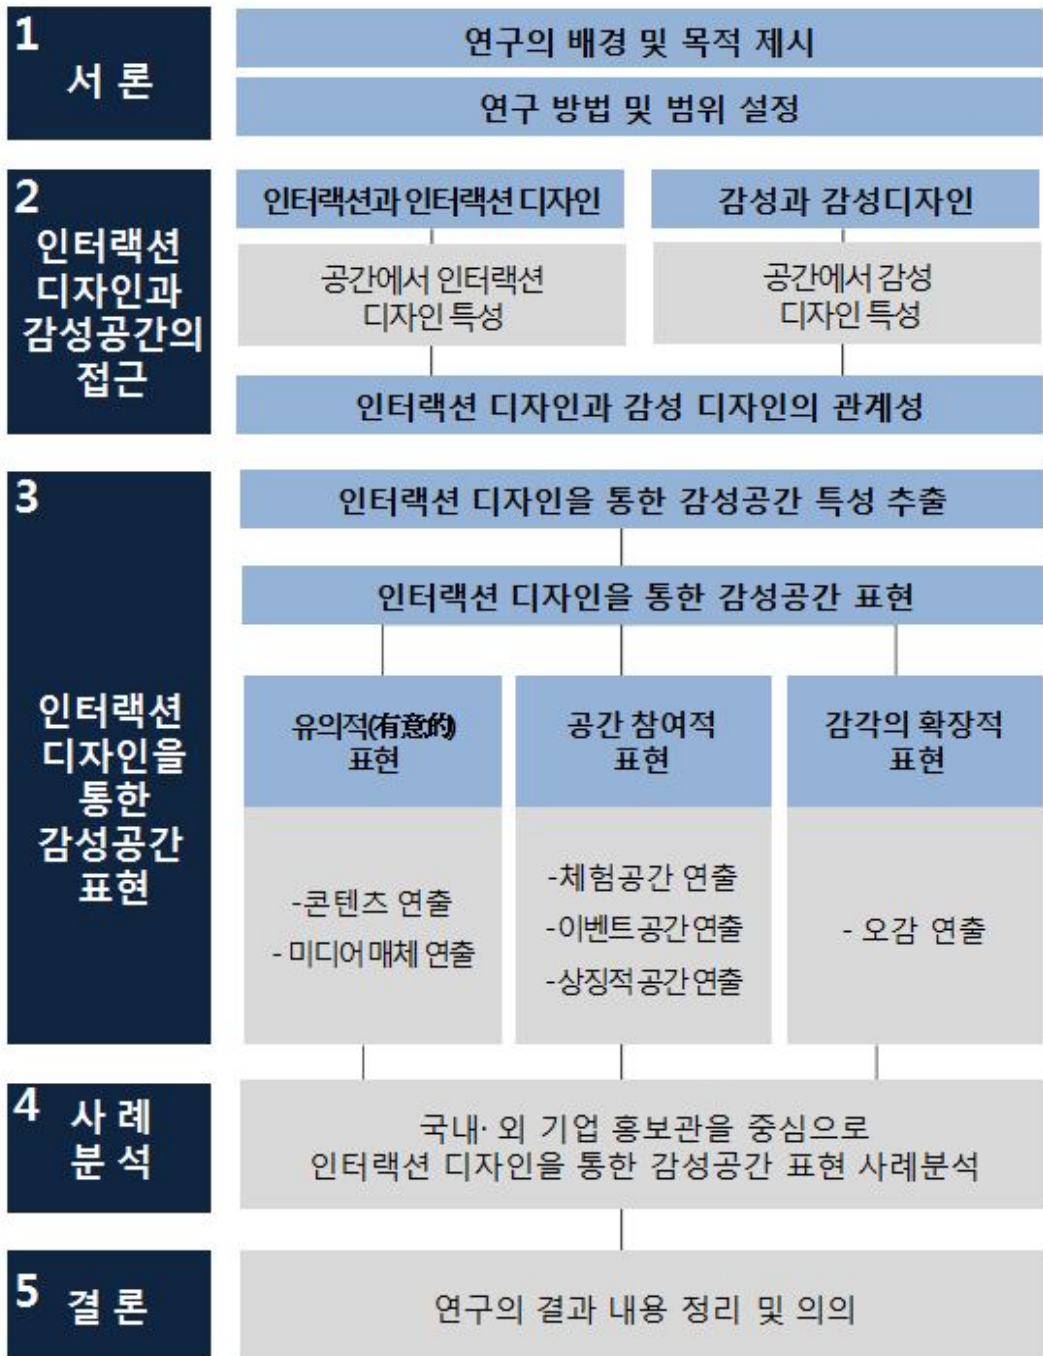 1
서 론
연구의 배경 및 목적 제시
연구 방법 및 범위 설정
2
인터랙션
디자인과
감성공간의
접근
인터랙션과 인터랙션 디자인
감성과 감성디자인
공간에서 인터랙션
디자인 특성
공간에서 감성
디자인 특성
인터랙션 디자인과 감성 디자인의 관계성
3
인터랙션
디자인을
통한
감성공간
표현
인터랙션 디자인을 통한 감성공간 특성 추출
인터랙션 디자인을 통한 감성공간 표현
유의적(有意的)
표현
공간 참여적
표현
감각의 확장적
표현
-콘텐츠 연출
- 미디어 매체 연출
-체험공간 연출
-이벤트 공간 연출
-상징적 공간 연출
- 오감 연출
4
사 례
분 석
국내· 외 기업 홍보관을 중심으로
인터랙션 디자인을 통한 감성공간 표현 사례분석
5
결 론
연구의 결과 내용 정리 및 의의